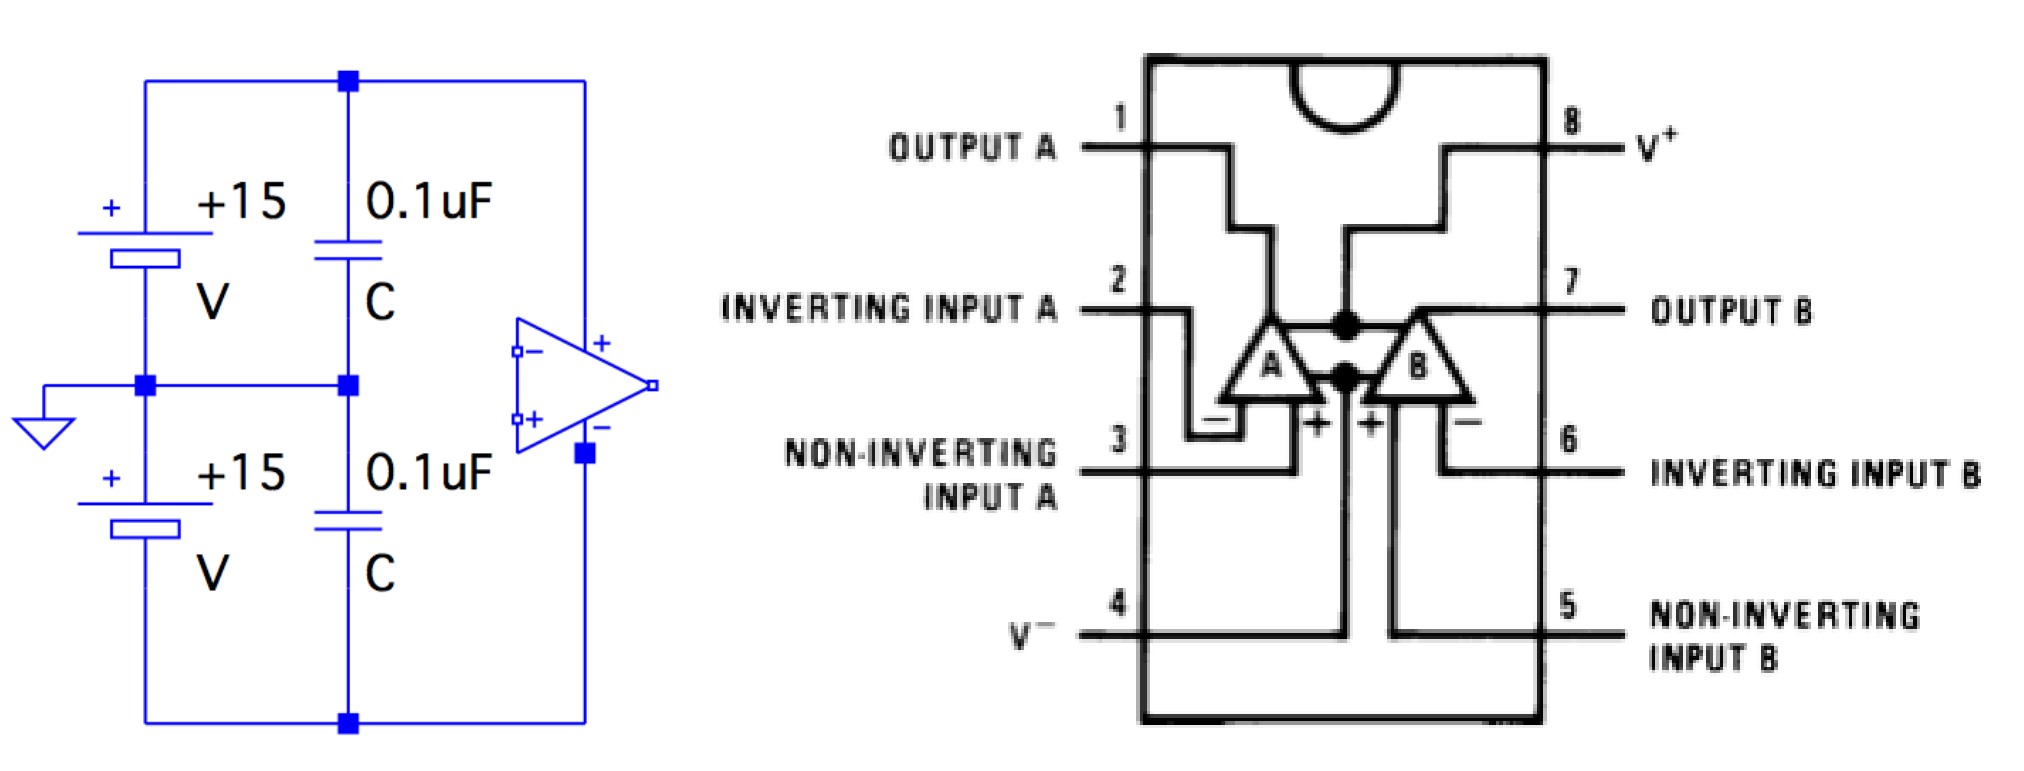 +
+15
V
0.1uF
C
+
+15
V
0.1uF
C
−
+
+
−
1
OUTPUT A
2
INVERTING INPUT A
3
NON-INVERTING
INPUT A
4
V−
A
B
−
+
+
−
8
V+
7
OUTPUT B
6
INVERTING INPUT B
5
NON-INVERTING
INPUT B